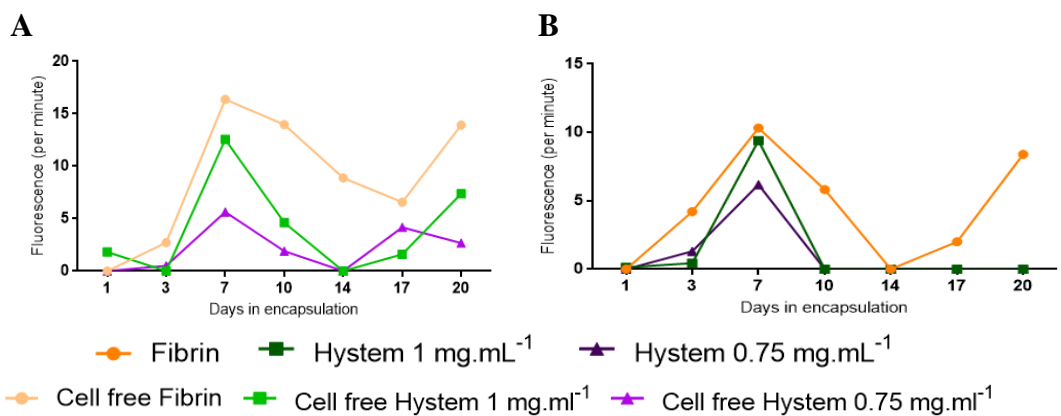 A
Fluorescence (per minute)
20
15
10
5
0
1 3 7 10 14 17 20
Days in encapsulation
B
Fluorescence (per minute)
15
10
5
0
1 3 7 10 14 17 20
Days in encapsulation
Fibrin Hystem 1 mg.mL⁻¹ Hystem 0.75 mg.mL⁻¹
Cell free Fibrin Cell free Hystem 1 mg.ml⁻¹ Cell free Hystem 0.75 mg.ml⁻¹